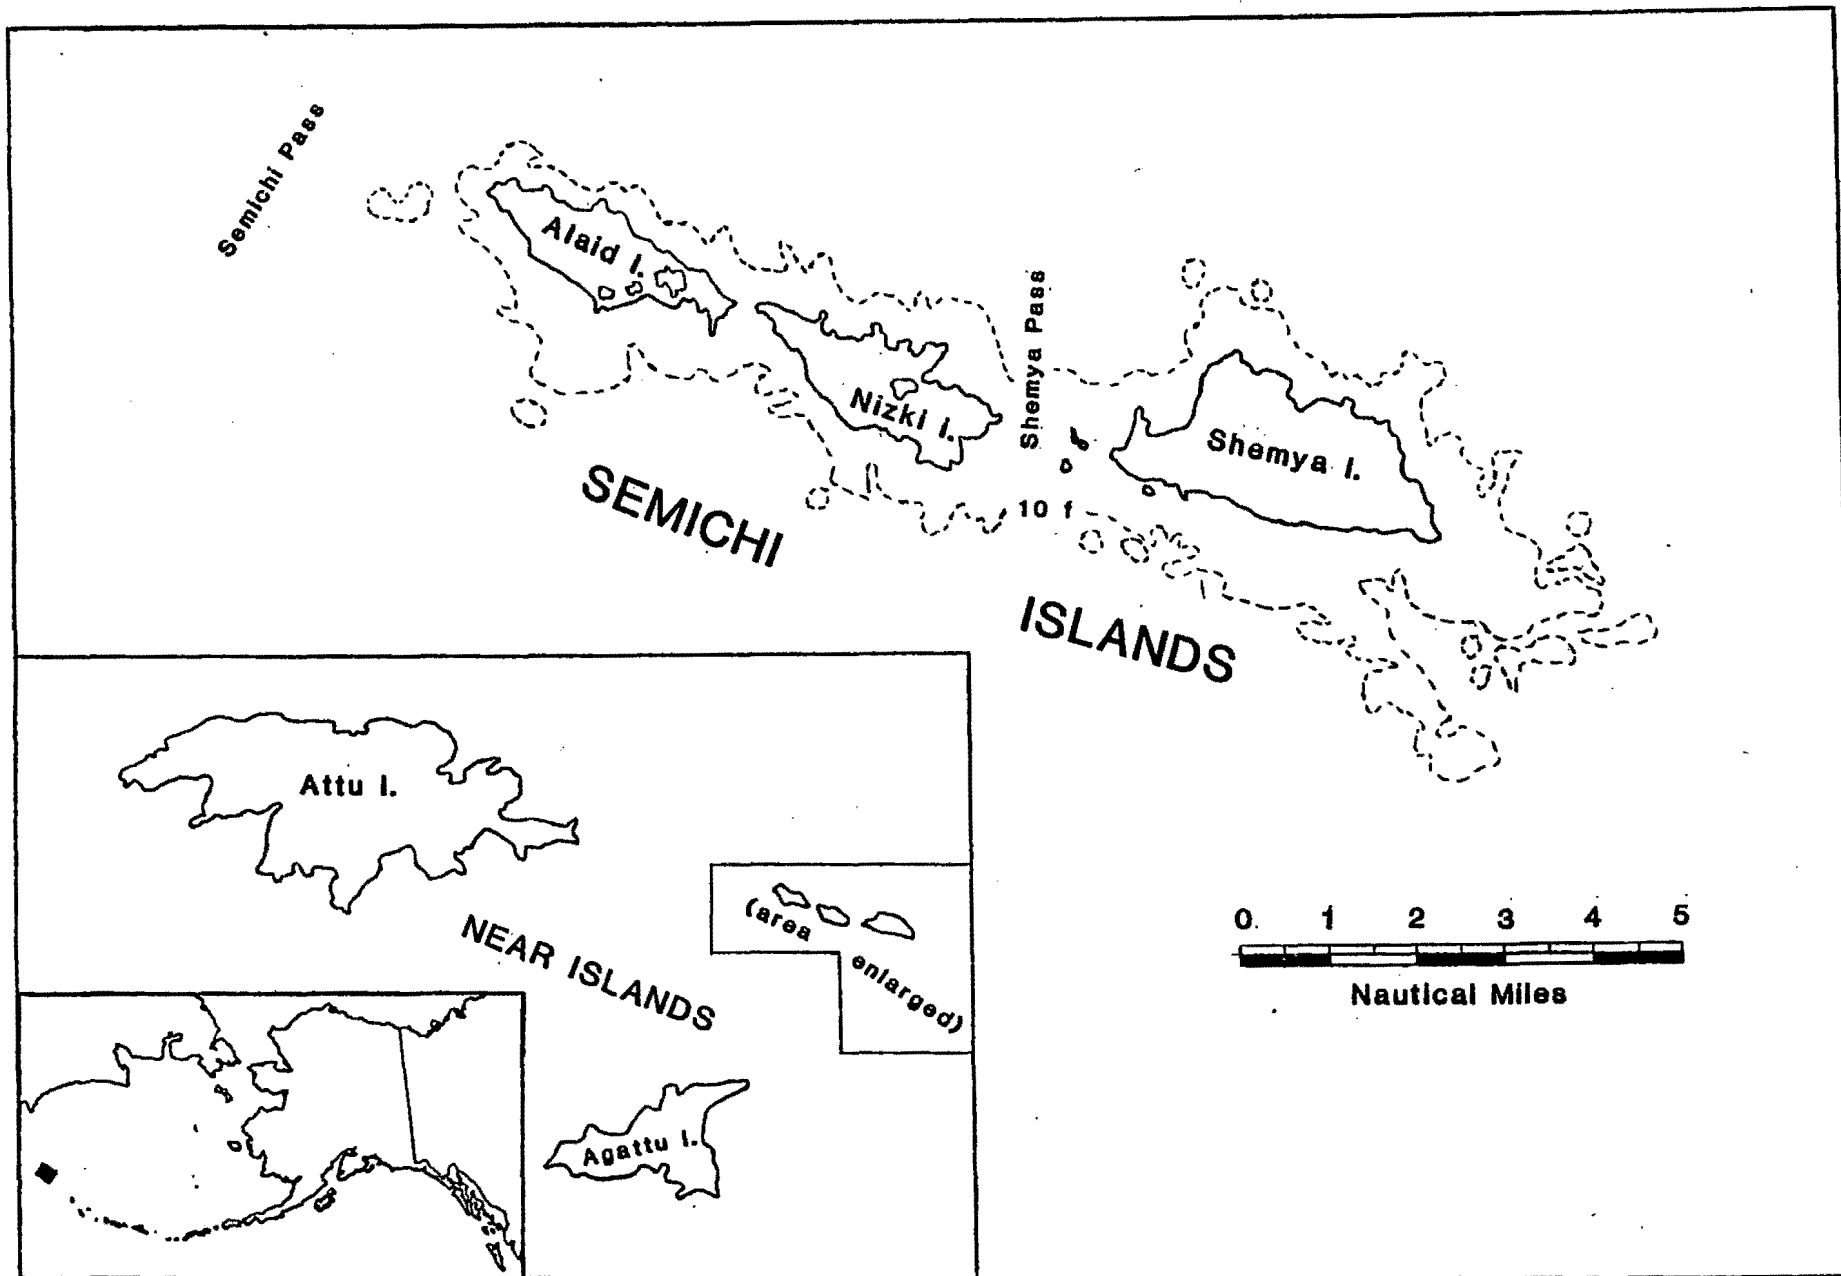 Semichi Pass
Alaid I.
Nizki I.
Shemya Pass
Shemya I.
10 f
SEMICHI
ISLANDS
Attu I.
NEAR ISLANDS
(area
enlarged)
Agattu I.
0 1 2 3 4 5
Nautical Miles